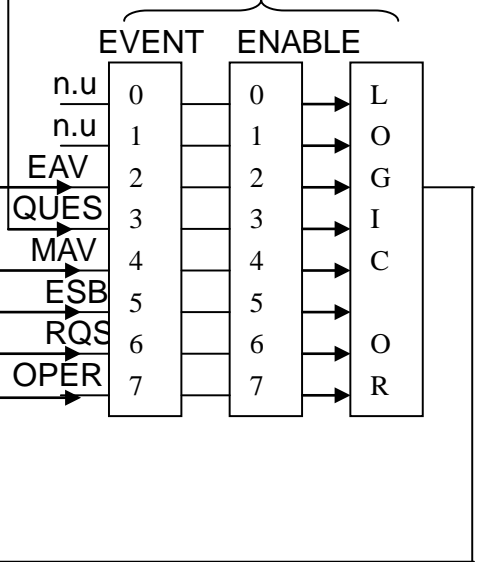 EVENT ENABLE
n.u 0 0 L
n.u 1 1 O
EAV 2 2 G
QUES 3 3 I
MAV 4 4 C
ESB 5 5
RQS 6 6 O
OPER 7 7 R